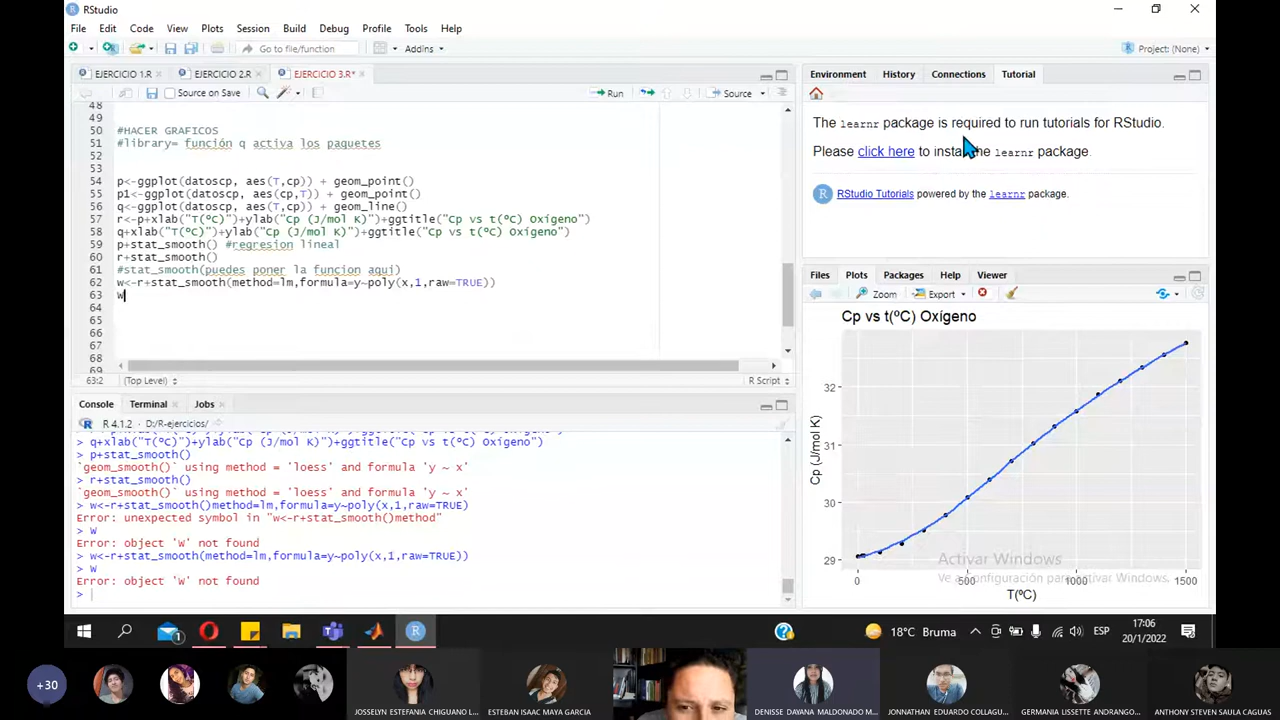 RStudio
File Edit Code View Plots Session Build Debug Profile Tools Help
Go to file/function
Addins
Project: (None)
EJERCICIO 1.R EJERCICIO 2.R EJERCICIO 3.R*
Source on Save Run Source
48
49
50 #HACER GRAFICOS
51 #library= función q activa los paquetes
52
53
54 p<-ggplot(datoscp, aes(T,cp)) + geom_point()
55 p1<-ggplot(datoscp, aes(cp,T)) + geom_point()
56 q<-ggplot(datoscp, aes(T,cp)) + geom_line()
57 r<-p+xlab("T(ºC)")+ylab("Cp (J/mol K)")+ggtitle("Cp vs t(ºC) Oxígeno")
58 q+xlab("T(ºC)")+ylab("Cp (J/mol K)")+ggtitle("Cp vs t(ºC) Oxígeno")
59 p+stat_smooth() #regresion lineal
60 r+stat_smooth()
61 #stat_smooth(puedes poner la funcion aqui)
62 w<-r+stat_smooth(method=lm,formula=y~poly(x,1,raw=TRUE))
63 w
64
65
66
67
68
69
63:2 (Top Level) R Script
Console Terminal Jobs
R 4.1.2 · D:/R-ejercicios/
> q+xlab("T(ºC)")+ylab("Cp (J/mol K)")+ggtitle("Cp vs t(ºC) Oxígeno")
> p+stat_smooth()
`geom_smooth()` using method = 'loess' and formula 'y ~ x'
> r+stat_smooth()
`geom_smooth()` using method = 'loess' and formula 'y ~ x'
> w<-r+stat_smooth()method=lm,formula=y~poly(x,1,raw=TRUE)
Error: unexpected symbol in "w<-r+stat_smooth()method"
> W
Error: object 'W' not found
> w<-r+stat_smooth(method=lm,formula=y~poly(x,1,raw=TRUE))
> W
Error: object 'W' not found
>
Environment History Connections Tutorial
The learnr package is required to run tutorials for RStudio.
Please click here to install the learnr package.
RStudio Tutorials powered by the learnr package.
Files Plots Packages Help Viewer
Zoom Export
Cp vs t(ºC) Oxígeno
Cp (J/mol K)
32
31
30
29
0 500 1000 1500
T(ºC)
Activar Windows
Ve a Configuración para activar Windows.
18°C Bruma
ESP
17:06
20/1/2022
+30
JOSSELYN ESTEFANIA CHIGUANO L...
ESTEBAN ISAAC MAYA GARCIA
DENISSE DAYANA MALDONADO M...
JONNATHAN EDUARDO COLLAGU...
GERMANIA LISSETTE ANDRANGO...
ANTHONY STEVEN SAULA CAGUAS